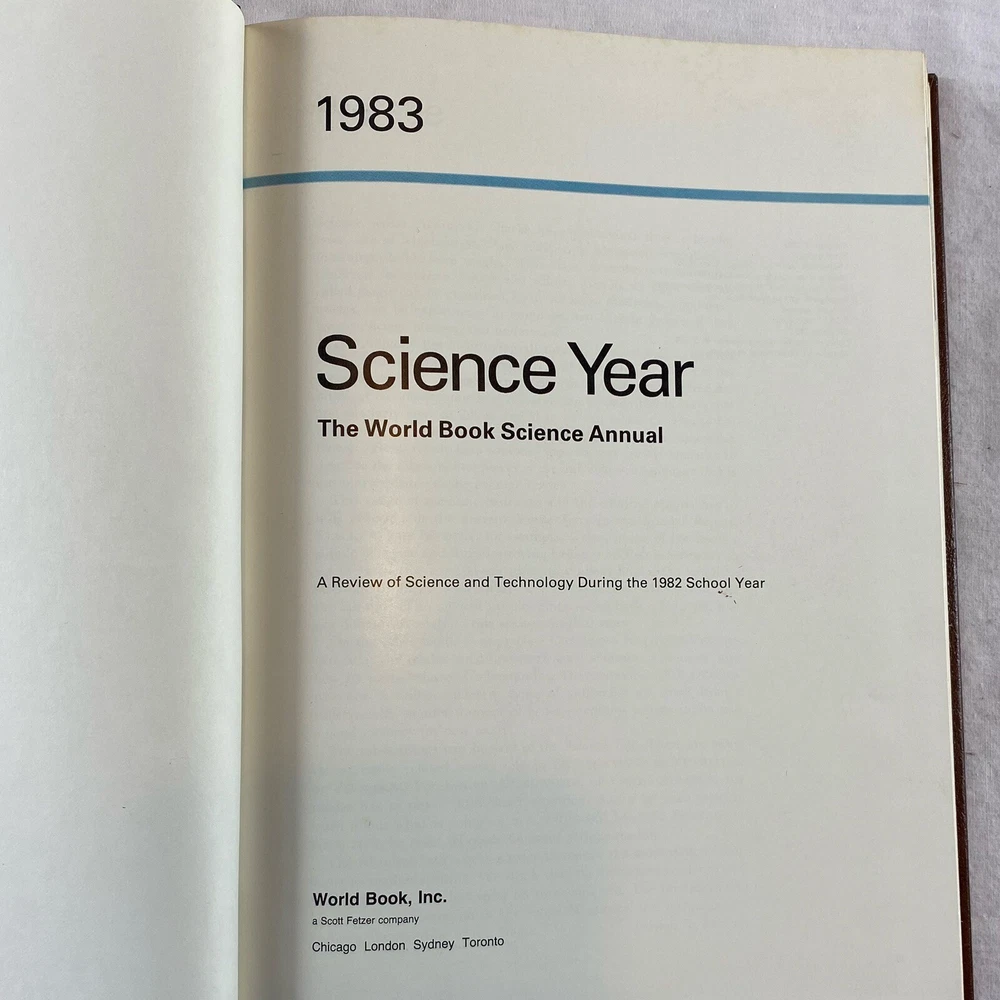 1983
Science Year
The World Book Science Annual
A Review of Science and Technology During the 1982 School Year
World Book, Inc.
a Scott Fetzer company
Chicago London Sydney Toronto